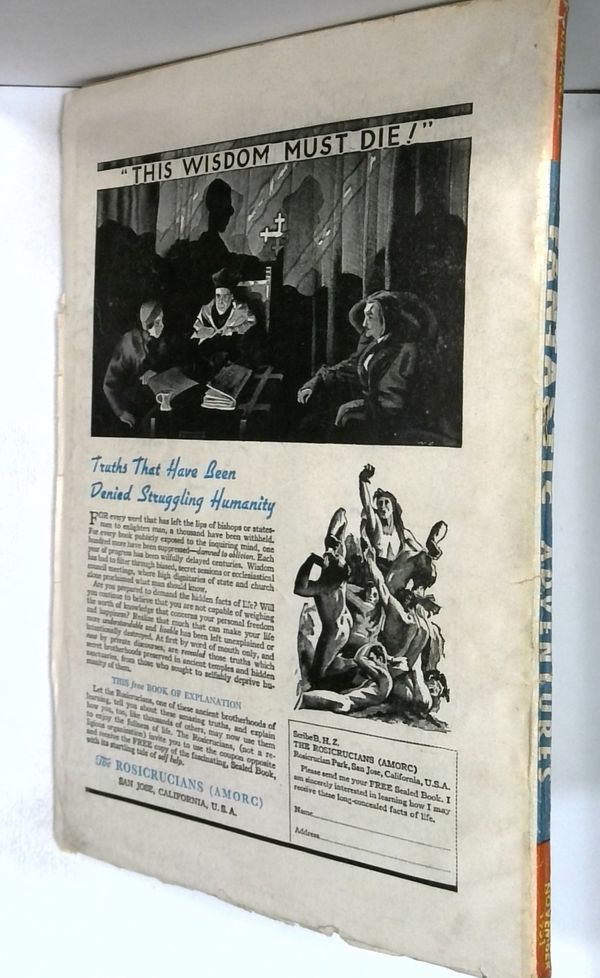 "THIS WISDOM MUST DIE!"
Truths That Have Been
Denied Struggling Humanity
FOR every word that has left the lips of bishops or states-
men to enlighten man, a thousand have been withheld.
For every book publicly exposed to the inquiring mind, one
hundred more have been suppressed—damned to oblivion. Each
year of progress has been wilfully delayed centuries. Wisdom
has had to filter through biased, secret sessions or ecclesiastical
council meetings, where high dignitaries of state and church
alone proclaimed what man should know.
Are you prepared to demand the hidden facts of Life? Will
you continue to believe that you are not capable of weighing
the worth of knowledge that concerns your personal freedom
and happiness? Realize that much that can make your life
more understandable and livable has been left unexplained or
intentionally destroyed. At first by word of mouth only, and
now by private discourses, are revealed those truths which
secret brotherhoods preserved in ancient temples and hidden
sanctuaries, from those who sought to selfishly deprive hu-
manity of them.
THIS free BOOK OF EXPLANATION
Let the Rosicrucians, one of these ancient brotherhoods of
learning, tell you about these amazing truths, and explain
how you, too, like thousands of others, may now use them
to enjoy the fullness of life. The Rosicrucians, (not a re-
ligious organization) invite you to use the coupon opposite
and receive the FREE copy of the fascinating, Sealed Book,
with its startling tale of self help.
The ROSICRUCIANS (AMORC)
SAN JOSE, CALIFORNIA, U. S. A.
Scribe B. H. Z.
THE ROSICRUCIANS (AMORC)
Rosicrucian Park, San Jose, California, U.S.A.
Please send me your FREE Sealed Book. I
am sincerely interested in learning how I may
receive these long-concealed facts of life.
Name
Address
FANTASTIC ADVENTURES
NOVEMBER